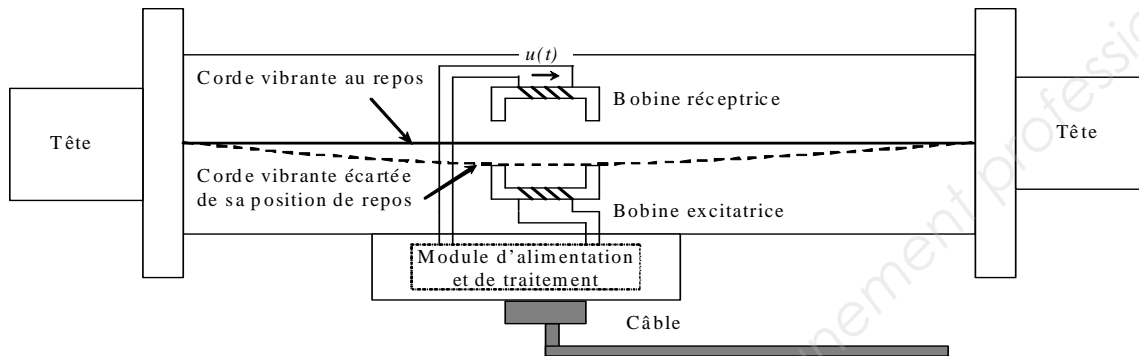 u(t)
Corde vibrante au repos
Bobine réceptrice
Tête
Tête
Corde vibrante écartée
de sa position de repos
Bobine excitatrice
Module d'alimentation
et de traitement
Câble